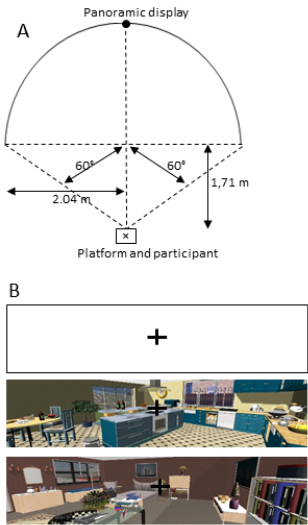 Panoramic display
A
60°
60°
1,71 m
2.04 m
Platform and participant
B